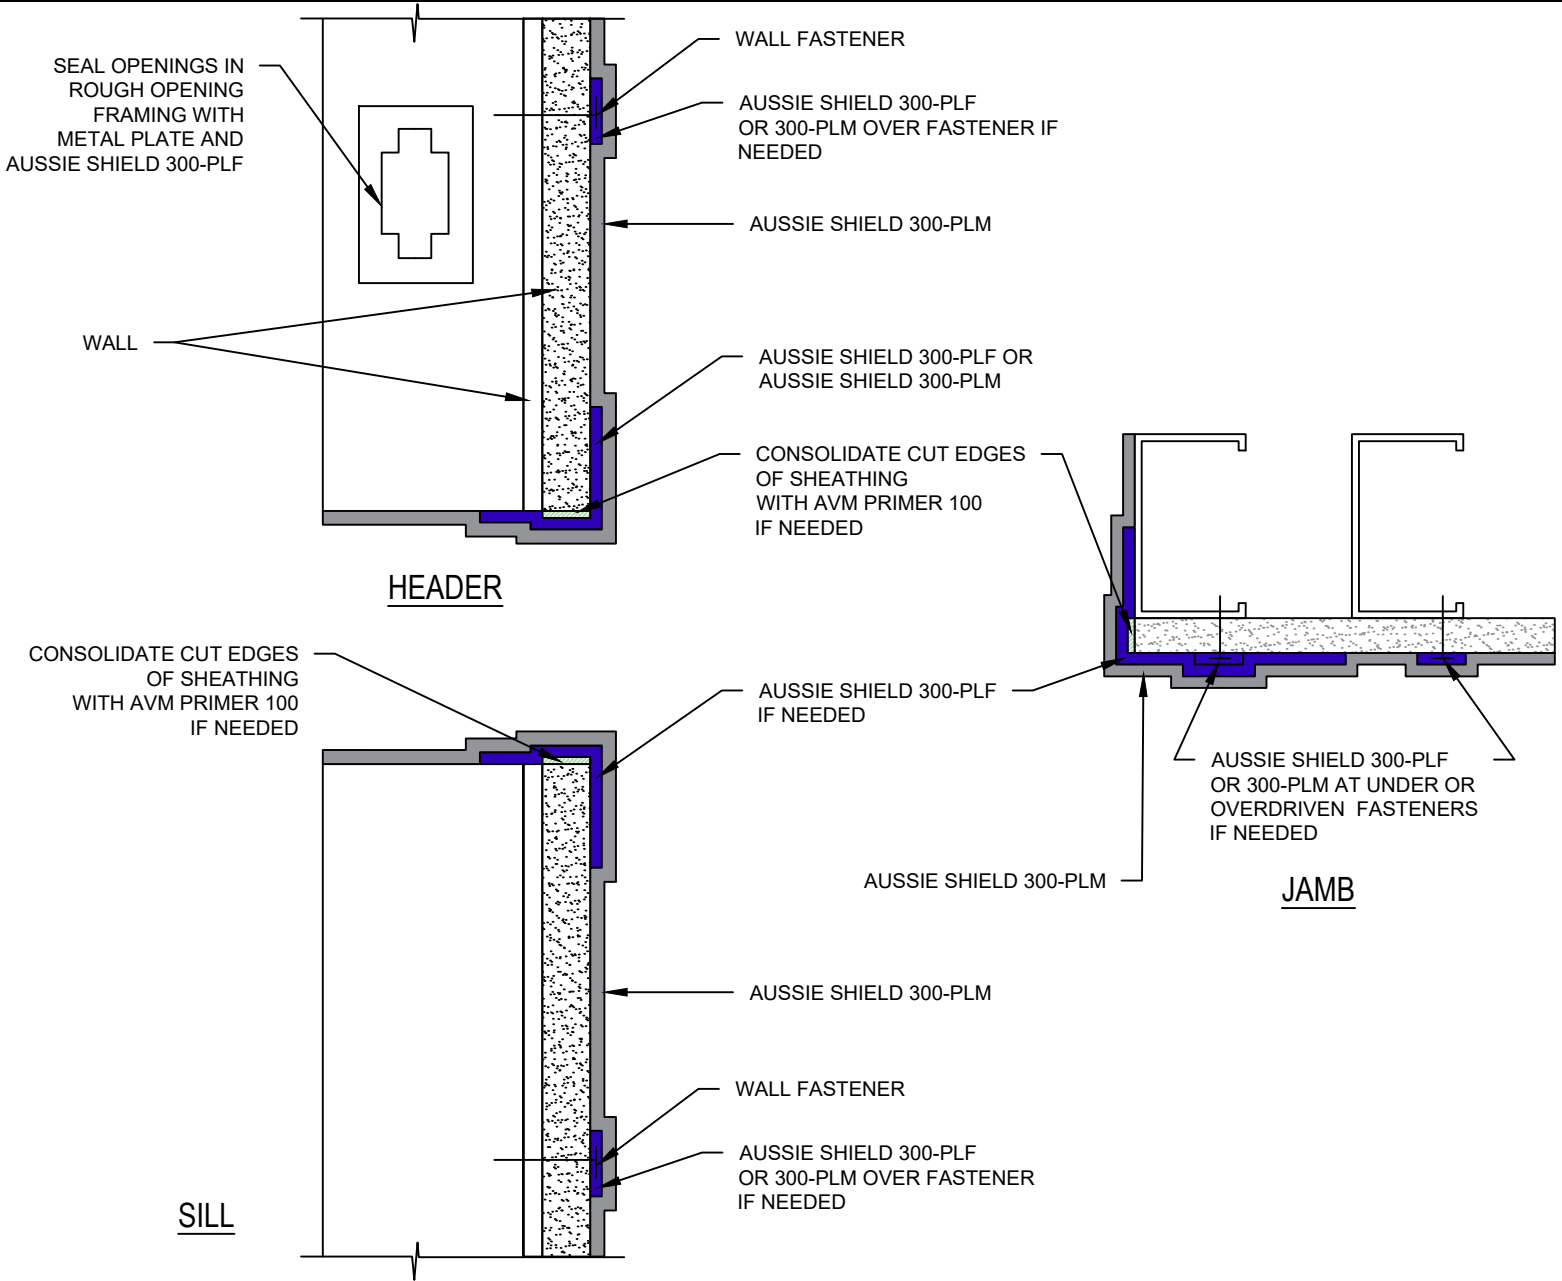 SEAL OPENINGS IN
ROUGH OPENING
FRAMING WITH
METAL PLATE AND
AUSSIE SHIELD 300-PLF
WALL FASTENER
AUSSIE SHIELD 300-PLF
OR 300-PLM OVER FASTENER IF
NEEDED
AUSSIE SHIELD 300-PLM
WALL
AUSSIE SHIELD 300-PLF OR
AUSSIE SHIELD 300-PLM
CONSOLIDATE CUT EDGES
OF SHEATHING
WITH AVM PRIMER 100
IF NEEDED
HEADER
CONSOLIDATE CUT EDGES
OF SHEATHING
WITH AVM PRIMER 100
IF NEEDED
AUSSIE SHIELD 300-PLF
IF NEEDED
AUSSIE SHIELD 300-PLF
OR 300-PLM AT UNDER OR
OVERDRIVEN FASTENERS
IF NEEDED
AUSSIE SHIELD 300-PLM
JAMB
AUSSIE SHIELD 300-PLM
WALL FASTENER
AUSSIE SHIELD 300-PLF
OR 300-PLM OVER FASTENER
IF NEEDED
SILL